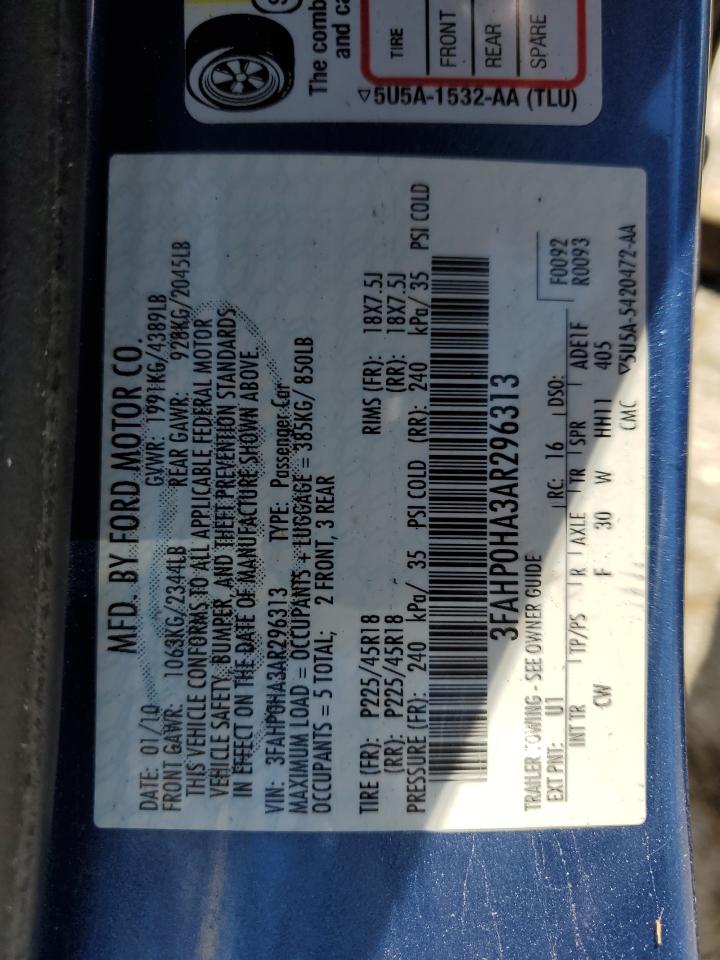 The comb
and ca
TIRE
FRONT
REAR
SPARE
▽5U5A-1532-AA (TLU)
MFD. BY FORD MOTOR CO.
DATE: 01/10 GVWR: 1991KG/4389LB
FRONT GAWR: 1063KG/2344LB REAR GAWR: 928KG/2045LB
THIS VEHICLE CONFORMS TO ALL APPLICABLE FEDERAL MOTOR
VEHICLE SAFETY, BUMPER, AND THEFT PREVENTION STANDARDS
IN EFFECT ON THE DATE OF MANUFACTURE SHOWN ABOVE.
VIN: 3FAHP0HA3AR296313 TYPE: Passenger Car
MAXIMUM LOAD = OCCUPANTS + LUGGAGE = 385KG/ 850LB
OCCUPANTS = 5 TOTAL; 2 FRONT, 3 REAR
TIRE (FR): P225/45R18 RIMS (FR): 18X7.5J
(RR): P225/45R18 (RR): 18X7.5J
PRESSURE (FR): 240 kPa/ 35 PSI COLD (RR): 240 kPa/ 35 PSI COLD
3FAHP0HA3AR296313
TRAILER TOWING - SEE OWNER GUIDE
EXT PNT: U1 RC: 16 DSO: F0092
R0093
INT TR TP/PS R AXLE TR SPR ADE1F
CW F 30 W HH11 405
CMC ▽5U5A-5420472-AA